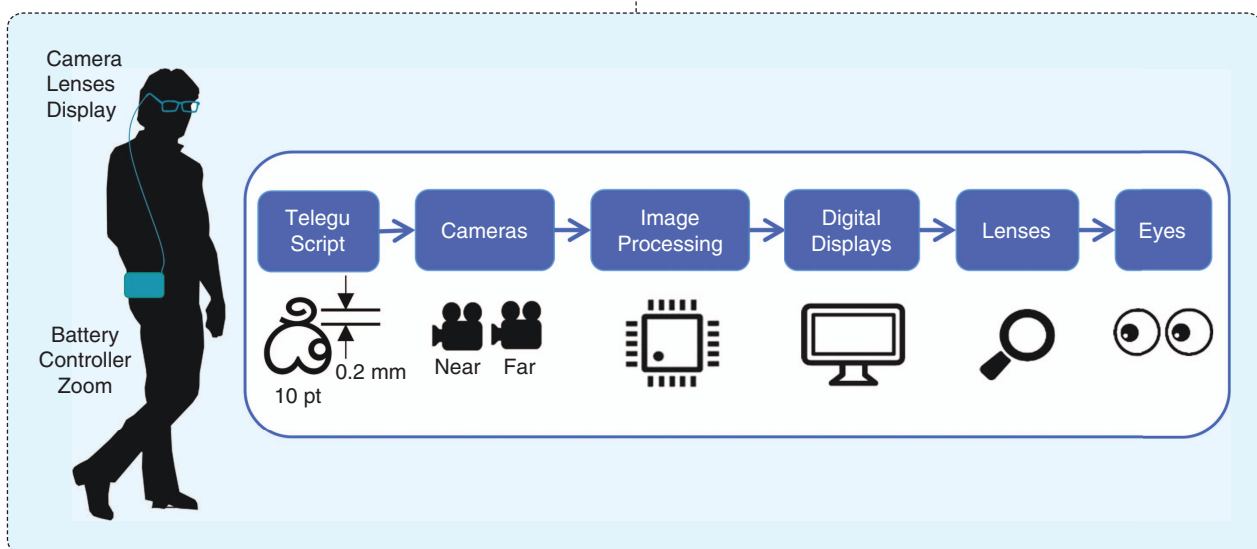 Camera
Lenses
Display
Battery
Controller
Zoom
Telegu
Script
Cameras
Image
Processing
Digital
Displays
Lenses
Eyes
0.2 mm
10 pt
Near
Far